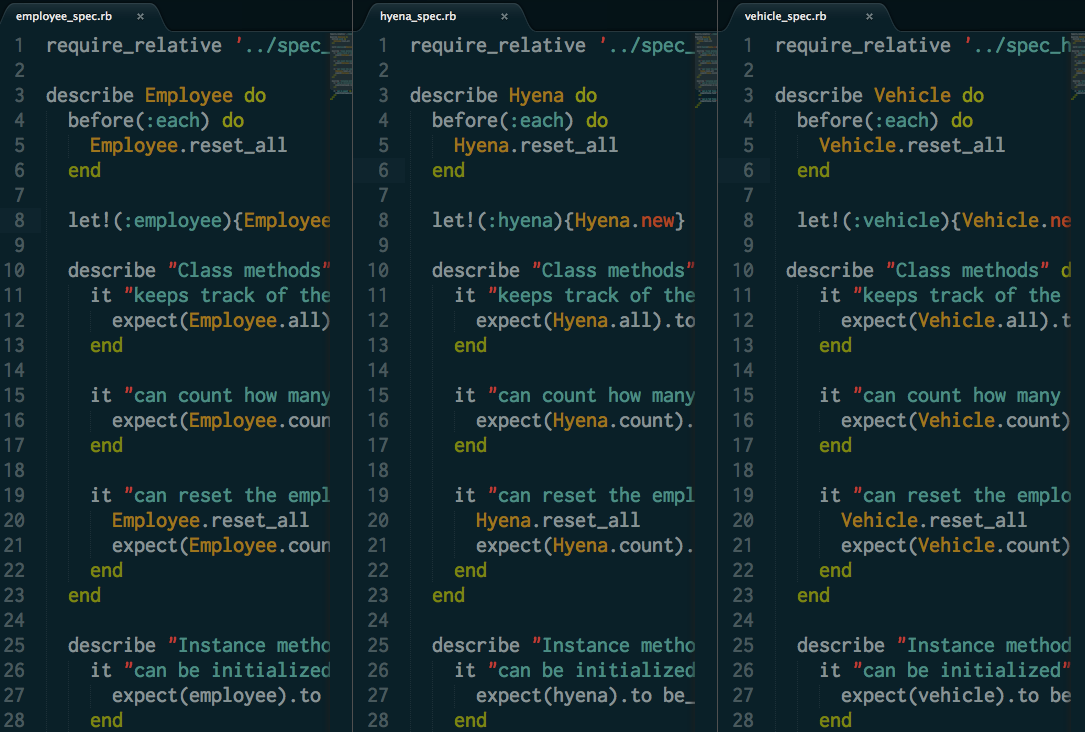 employee_spec.rb ×
1 require_relative '../spec_
2
3 describe Employee do
4 before(:each) do
5 Employee.reset_all
6 end
7
8 let!(:employee){Employee
9
10 describe "Class methods"
11 it "keeps track of the
12 expect(Employee.all)
13 end
14
15 it "can count how many
16 expect(Employee.coun
17 end
18
19 it "can reset the empl
20 Employee.reset_all
21 expect(Employee.coun
22 end
23 end
24
25 describe "Instance metho
26 it "can be initialized
27 expect(employee).to
28 end
hyena_spec.rb ×
1 require_relative '../spec_
2
3 describe Hyena do
4 before(:each) do
5 Hyena.reset_all
6 end
7
8 let!(:hyena){Hyena.new}
9
10 describe "Class methods"
11 it "keeps track of the
12 expect(Hyena.all).to
13 end
14
15 it "can count how many
16 expect(Hyena.count).
17 end
18
19 it "can reset the empl
20 Hyena.reset_all
21 expect(Hyena.count).
22 end
23 end
24
25 describe "Instance metho
26 it "can be initialized
27 expect(hyena).to be_
28 end
vehicle_spec.rb ×
1 require_relative '../spec_h
2
3 describe Vehicle do
4 before(:each) do
5 Vehicle.reset_all
6 end
7
8 let!(:vehicle){Vehicle.ne
9
10 describe "Class methods" d
11 it "keeps track of the
12 expect(Vehicle.all).t
13 end
14
15 it "can count how many
16 expect(Vehicle.count)
17 end
18
19 it "can reset the emplo
20 Vehicle.reset_all
21 expect(Vehicle.count)
22 end
23 end
24
25 describe "Instance method
26 it "can be initialized"
27 expect(vehicle).to be
28 end